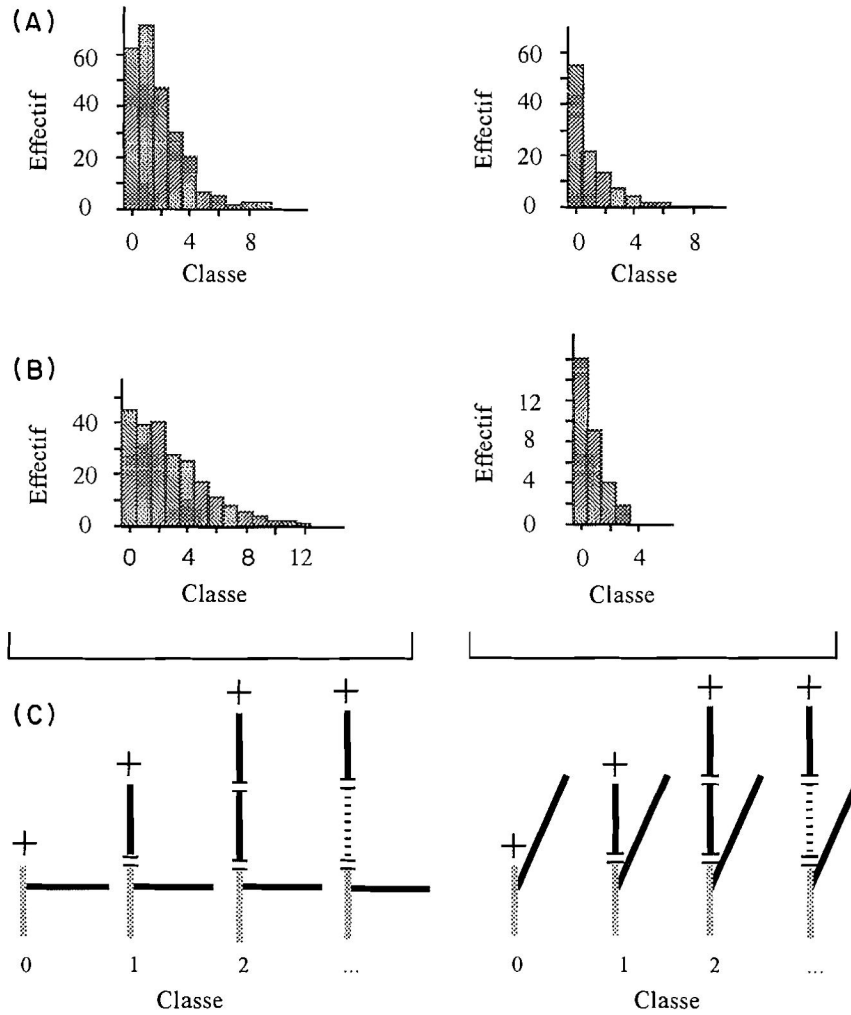 (A)
Effectif
60
40
20
0
0 4 8
Classe
Effectif
60
40
20
0
0 4 8
Classe
(B)
Effectif
40
20
0
0 4 8 12
Classe
Effectif
12
8
4
0
0 4
Classe
(C)
0 1 2 ...
Classe
0 1 2 ...
Classe